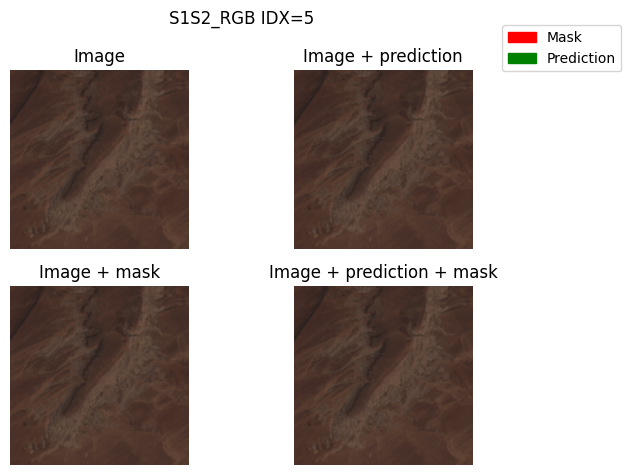 S1S2_RGB IDX=5
Mask
Prediction
Image
Image + prediction
Image + mask
Image + prediction + mask